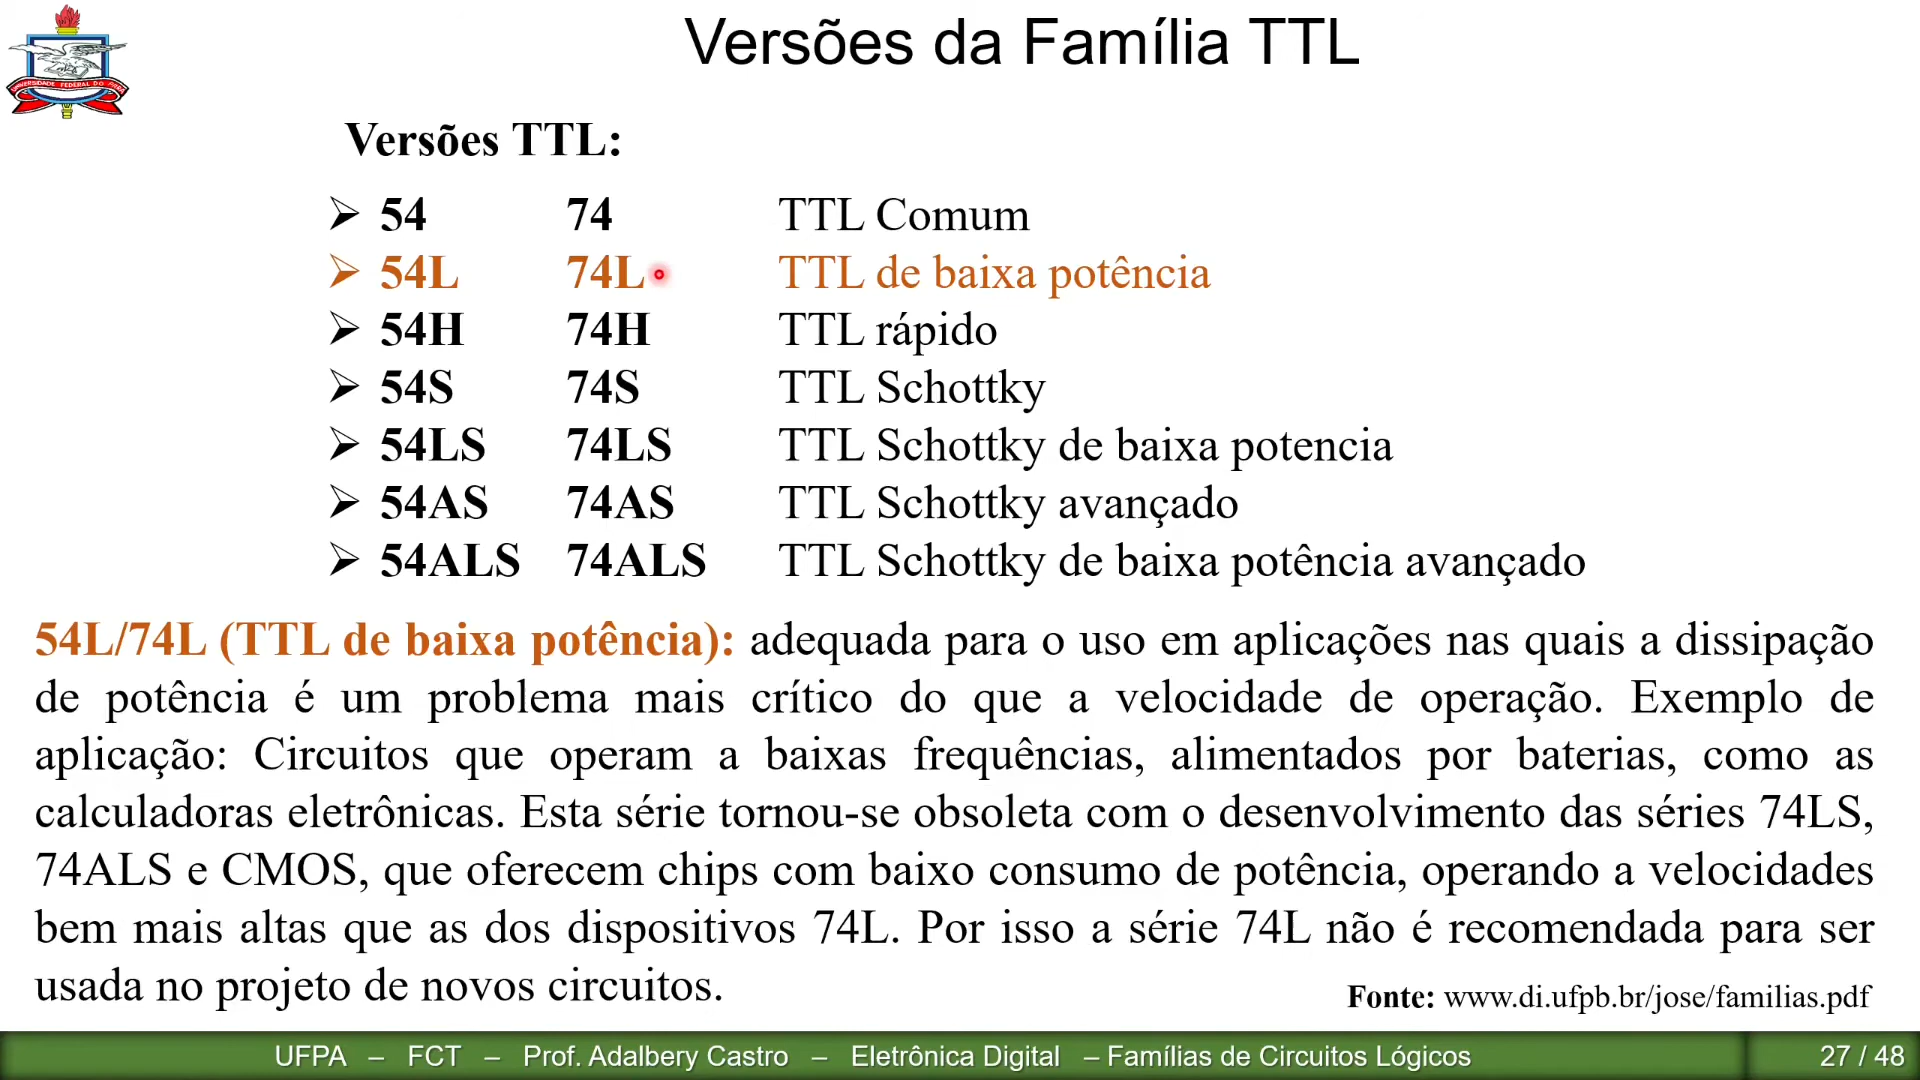 Versões da Família TTL
UNIVERSIDADE FEDERAL DO PARÁ
Versões TTL:
➢ 54 74 TTL Comum
➢ 54L 74L TTL de baixa potência
➢ 54H 74H TTL rápido
➢ 54S 74S TTL Schottky
➢ 54LS 74LS TTL Schottky de baixa potencia
➢ 54AS 74AS TTL Schottky avançado
➢ 54ALS 74ALS TTL Schottky de baixa potência avançado
54L/74L (TTL de baixa potência): adequada para o uso em aplicações nas quais a dissipação
de potência é um problema mais crítico do que a velocidade de operação. Exemplo de
aplicação: Circuitos que operam a baixas frequências, alimentados por baterias, como as
calculadoras eletrônicas. Esta série tornou-se obsoleta com o desenvolvimento das séries 74LS,
74ALS e CMOS, que oferecem chips com baixo consumo de potência, operando a velocidades
bem mais altas que as dos dispositivos 74L. Por isso a série 74L não é recomendada para ser
usada no projeto de novos circuitos.
Fonte: www.di.ufpb.br/jose/familias.pdf
UFPA – FCT – Prof. Adalbery Castro – Eletrônica Digital – Famílias de Circuitos Lógicos 27 / 48